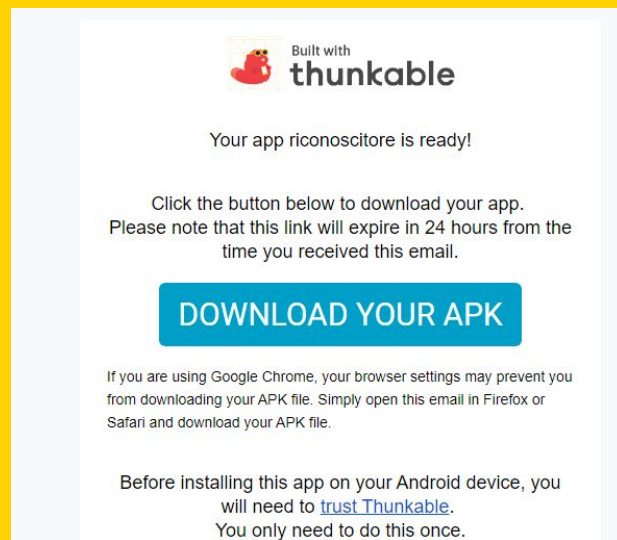 Built with
thunkable
Your app riconoscitore is ready!
Click the button below to download your app.
Please note that this link will expire in 24 hours from the
time you received this email.
DOWNLOAD YOUR APK
If you are using Google Chrome, your browser settings may prevent you
from downloading your APK file. Simply open this email in Firefox or
Safari and download your APK file.
Before installing this app on your Android device, you
will need to trust Thunkable.
You only need to do this once.